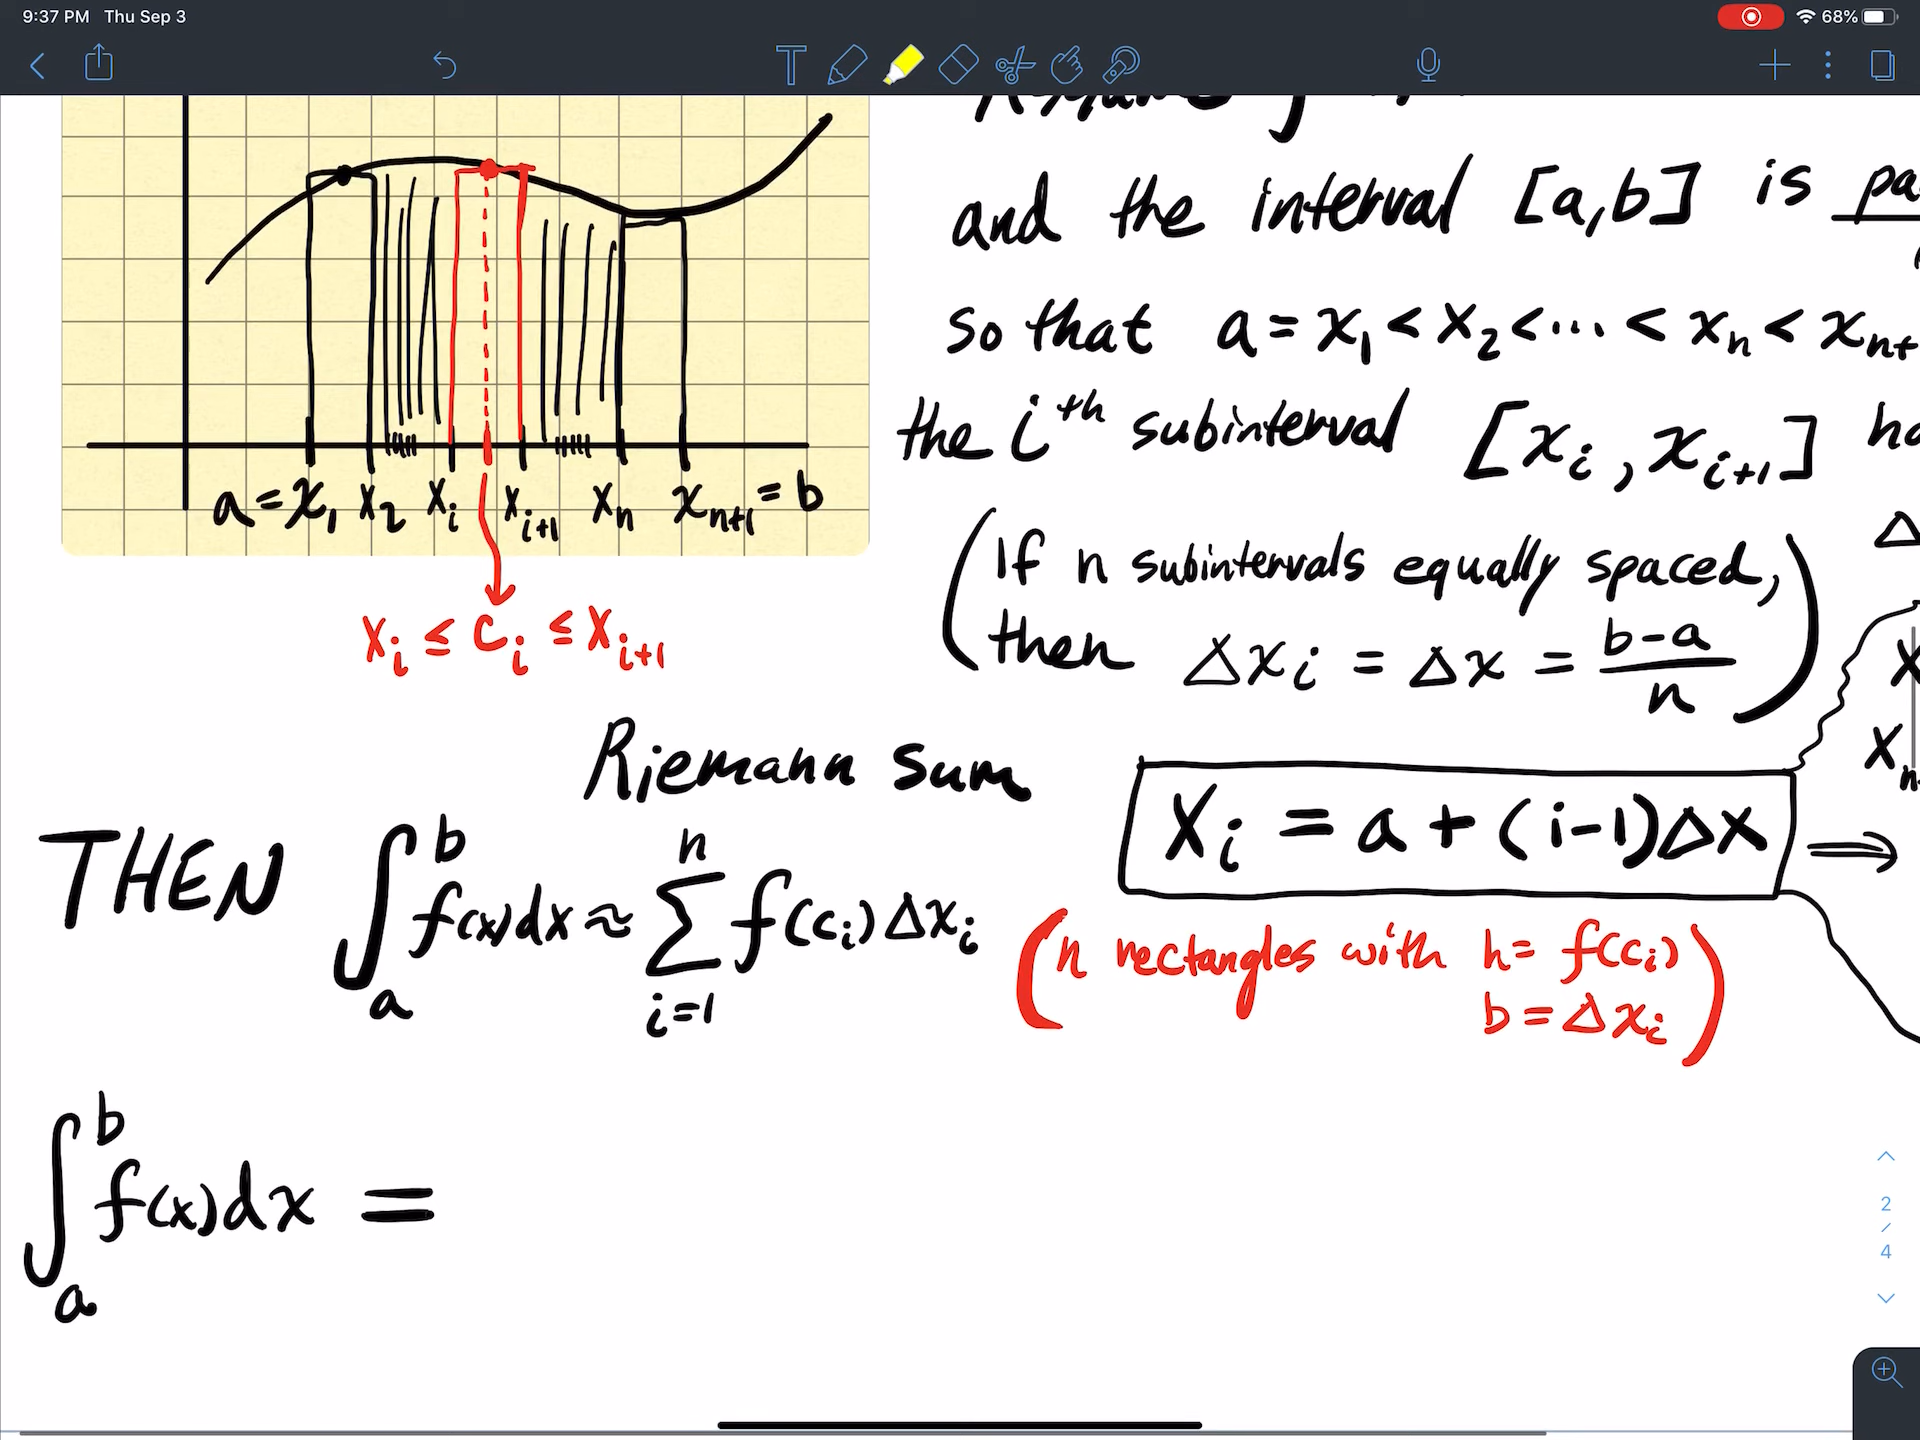 9:37 PM Thu Sep 3
68%
and the interval [a,b] is
so that a = x₁ < x₂ < ... < xₙ < xₙ₊
the iᵗʰ subinterval [xᵢ, xᵢ₊₁]
(If n subintervals equally spaced,
then Δxᵢ = Δx = (b-a)/n)
Δ
a = x₁ x₂ xᵢ xᵢ₊₁ xₙ xₙ₊₁ = b
xᵢ ≤ cᵢ ≤ xᵢ₊₁
Riemann sum
xᵢ = a + (i-1)Δx ⇒
THEN ∫ₐᵇ f(x)dx ≈ ∑ᵢ₌₁ⁿ f(cᵢ) Δxᵢ
(n rectangles with h = f(cᵢ)
b = Δxᵢ)
∫ₐᵇ f(x)dx =
2
/
4